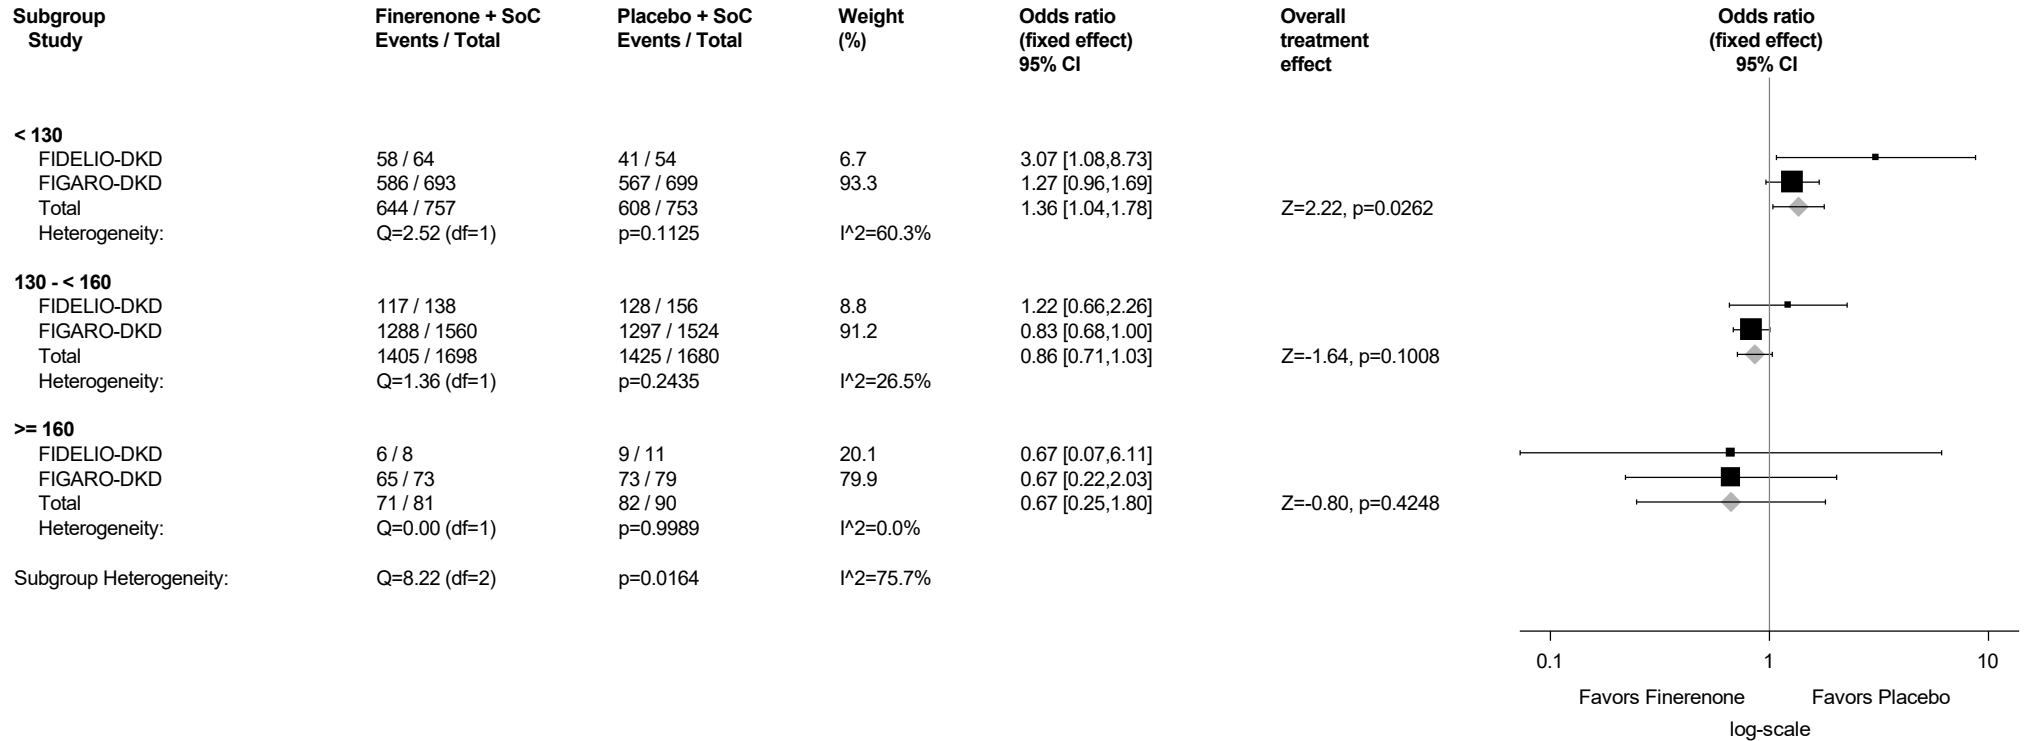 Subgroup Finerenone + SoC Placebo + SoC Weight Odds ratio Overall Odds ratio
Study Events / Total Events / Total (%) (fixed effect) treatment (fixed effect)
95% CI effect 95% CI
< 130
FIDELIO-DKD 58 / 64 41 / 54 6.7 3.07 [1.08,8.73]
FIGARO-DKD 586 / 693 567 / 699 93.3 1.27 [0.96,1.69]
Total 644 / 757 608 / 753 1.36 [1.04,1.78] Z=2.22, p=0.0262
Heterogeneity: Q=2.52 (df=1) p=0.1125 I^2=60.3%
130 - < 160
FIDELIO-DKD 117 / 138 128 / 156 8.8 1.22 [0.66,2.26]
FIGARO-DKD 1288 / 1560 1297 / 1524 91.2 0.83 [0.68,1.00]
Total 1405 / 1698 1425 / 1680 0.86 [0.71,1.03] Z=-1.64, p=0.1008
Heterogeneity: Q=1.36 (df=1) p=0.2435 I^2=26.5%
>= 160
FIDELIO-DKD 6 / 8 9 / 11 20.1 0.67 [0.07,6.11]
FIGARO-DKD 65 / 73 73 / 79 79.9 0.67 [0.22,2.03]
Total 71 / 81 82 / 90 0.67 [0.25,1.80] Z=-0.80, p=0.4248
Heterogeneity: Q=0.00 (df=1) p=0.9989 I^2=0.0%
Subgroup Heterogeneity: Q=8.22 (df=2) p=0.0164 I^2=75.7%
0.1 1 10
Favors Finerenone Favors Placebo
log-scale